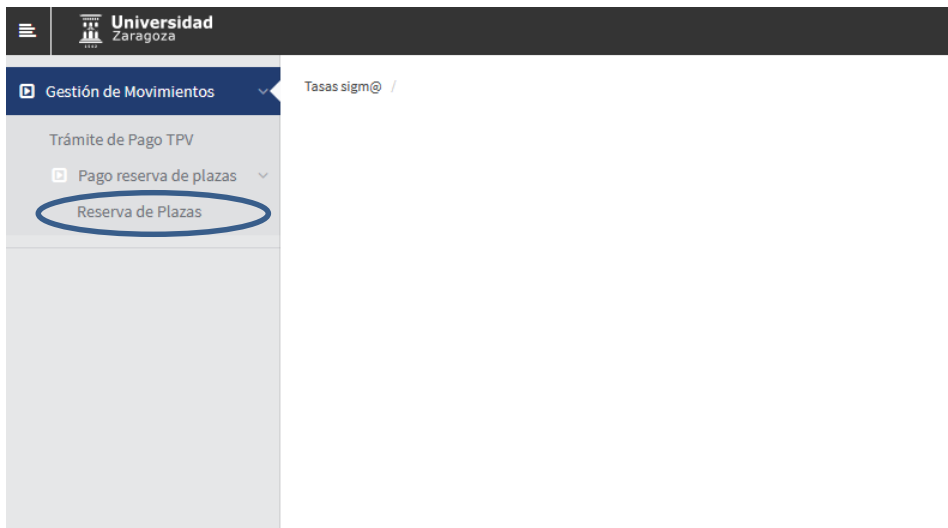 Universidad
Zaragoza
Gestión de Movimientos
Tasas sigm@ /
Trámite de Pago TPV
Pago reserva de plazas
Reserva de Plazas